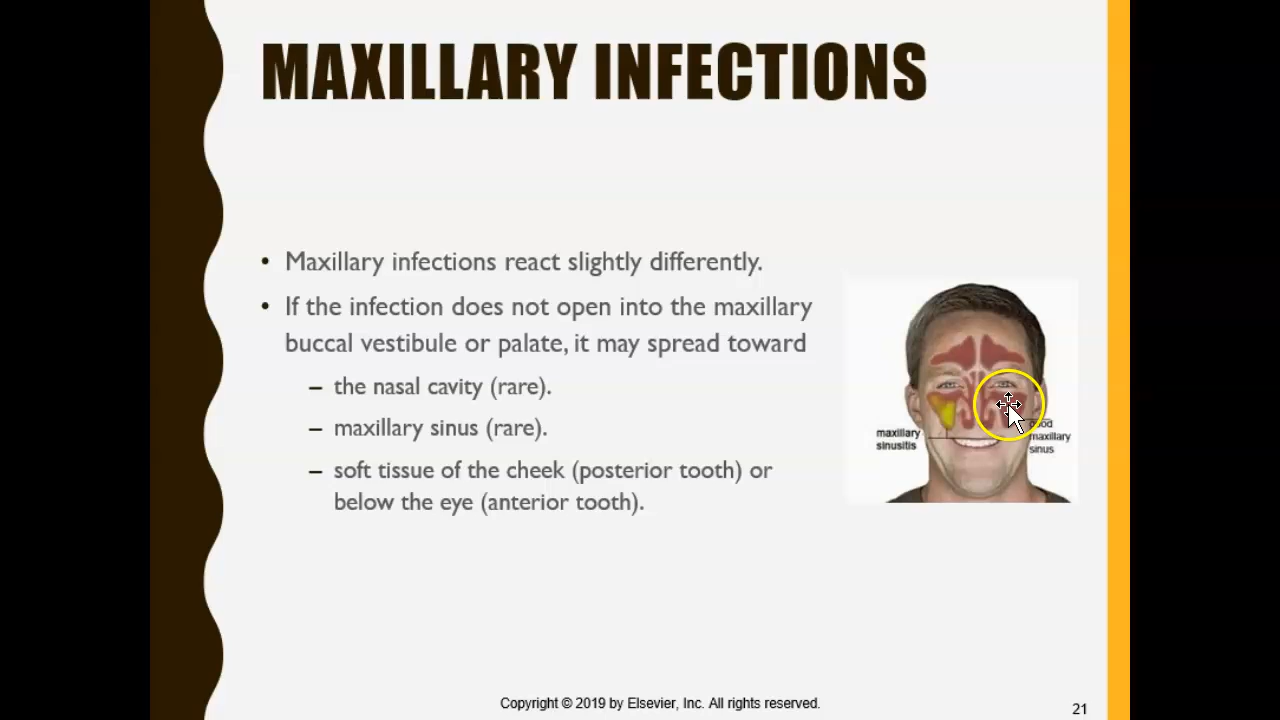 MAXILLARY INFECTIONS
• Maxillary infections react slightly differently.
• If the infection does not open into the maxillary
buccal vestibule or palate, it may spread toward
– the nasal cavity (rare).
– maxillary sinus (rare).
– soft tissue of the cheek (posterior tooth) or
below the eye (anterior tooth).
maxillary
sinusitis
maxillary
sinus
Copyright © 2019 by Elsevier, Inc. All rights reserved.
21